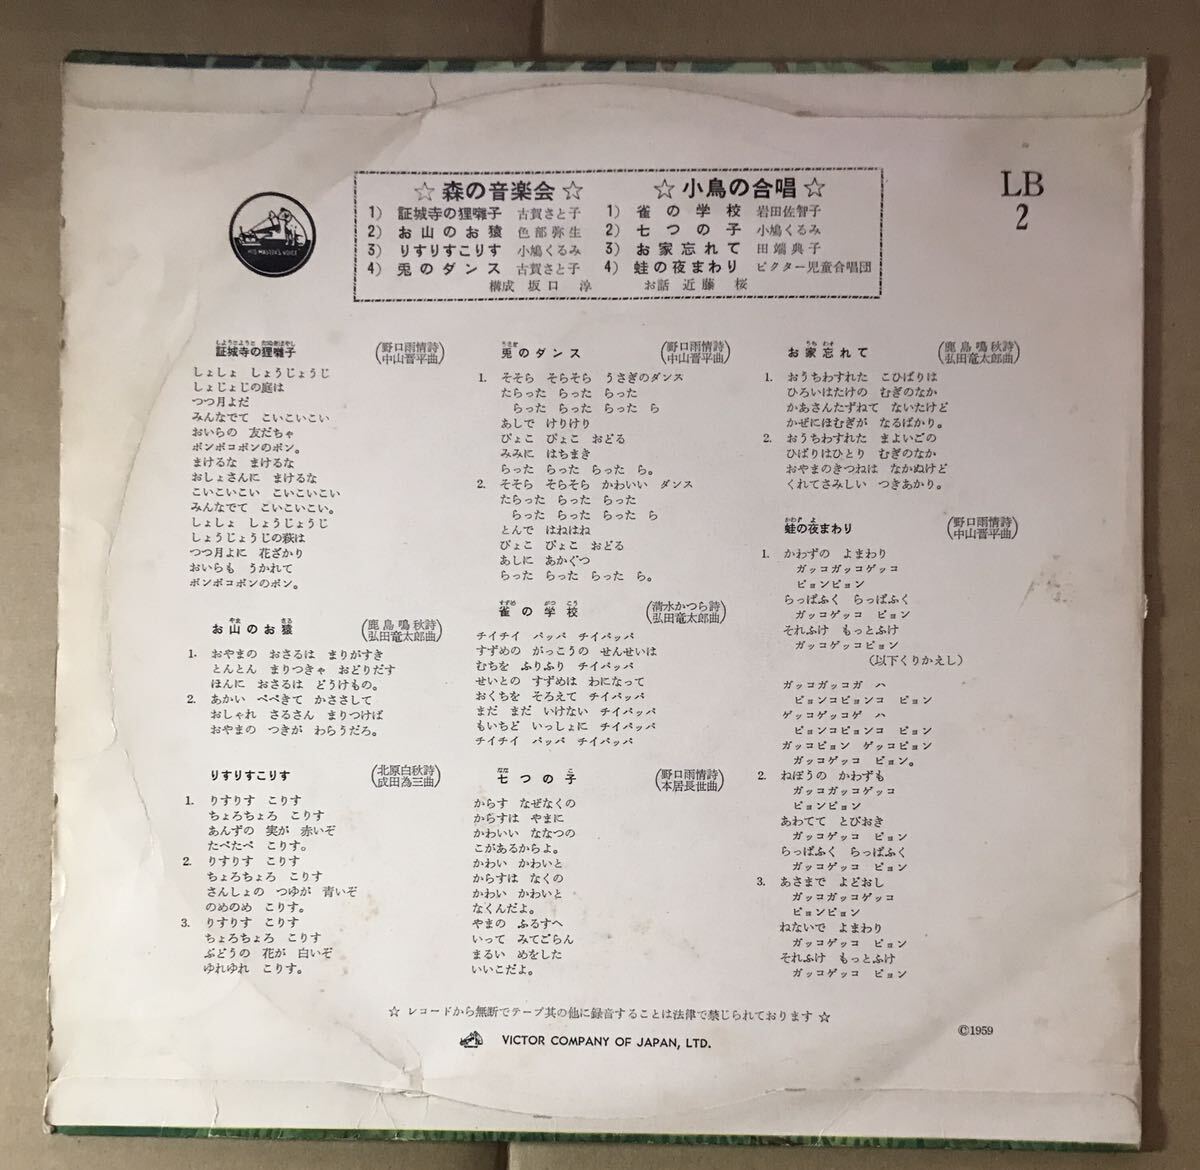 ☆ 森の音楽会 ☆
1) 証城寺の狸囃子 古賀さと子
2) お山のお猿 色部弥生
3) りすりすこりす 小鳩くるみ
4) 兎のダンス 古賀さと子
構成 坂口 淳
☆ 小鳥の合唱 ☆
1) 雀の学校 岩田佐智子
2) 七つの子 小鳩くるみ
3) お家忘れて 田端典子
4) 蛙の夜まわり ビクター児童合唱団
お話 近藤 桜
LB
2
HIS MASTER'S VOICE
証城寺の狸囃子 (野口雨情詩 中山晋平曲)
しょしょ しょうじょうじ
しょじょじの庭は
つつ月よだ
みんなでて こいこいこい
おいらの 友だちゃ
ポンポコポンのポン。
まけるな まけるな
おしょさんに まけるな
こいこいこい こいこいこい
みんなでて こいこいこい。
しょしょ しょうじょうじ
しょうじょうじの萩は
つつ月よに 花ざかり
おいらも うかれて
ポンポコポンのポン。
お山のお猿 (鹿島鳴秋詩 弘田竜太郎曲)
1. おやまの おさるは まりがすき
とんとん まりつきゃ おどりだす
ほんに おさるは どうけもの。
2. あかい べべきて かささして
おしゃれ さるさん まりつけば
おやまの つきが わらうだろ。
りすりすこりす (北原白秋詩 成田為三曲)
1. りすりす こりす
ちょろちょろ こりす
あんずの 実が 赤いぞ
たべたべ こりす。
2. りすりす こりす
ちょろちょろ こりす
さんしょの つゆが 青いぞ
のめのめ こりす。
3. りすりす こりす
ちょろちょろ こりす
ぶどうの 花が 白いぞ
ゆれゆれ こりす。
兎のダンス (野口雨情詩 中山晋平曲)
1. そそら そらそら うさぎのダンス
たらった らった らった
らった らった らった ら
あしで けりけり
ぴょこ ぴょこ おどる
みみに はちまき
らった らった らった ら。
2. そそら そらそら かわいい ダンス
たらった らった らった
らった らった らった ら
とんで はねはね
ぴょこ ぴょこ おどる
あしに あかぐつ
らった らった らった ら。
雀の学校 (清水かつら詩 弘田竜太郎曲)
チイチイ パッパ チイパッパ
すずめの がっこうの せんせいは
むちを ふりふり チイパッパ
せいとの すずめは わになって
おくちを そろえて チイパッパ
まだ まだ いけない チイパッパ
もいちど いっしょに チイパッパ
チイチイ パッパ チイパッパ
七つの子 (野口雨情詩 本居長世曲)
からす なぜなくの
からすは やまに
かわいい ななつの
こがあるからよ。
かわい かわいと
からすは なくの
かわい かわいと
なくんだよ。
やまの ふるすへ
いって みてごらん
まるい めをした
いいこだよ。
お家忘れて (鹿島鳴秋詩 弘田竜太郎曲)
1. おうちわすれた こひばりは
ひろいはたけの むぎのなか
かあさんたずねて ないたけど
かぜにほむぎが なるばかり。
2. おうちわすれた まよいごの
ひばりはひとり むぎのなか
おやまのきつねは なかぬけど
くれてさみしい つきあかり。
蛙の夜まわり (野口雨情詩 中山晋平曲)
1. かわずの よまわり
ガッコガッコゲッコ
ピョンピョン
らっぱふく らっぱふく
ガッコゲッコ ピョン
それふけ もっとふけ
ガッコゲッコピョン
(以下くりかえし)
ガッコガッコガ ハ
ピョンコピョンコ ピョン
ゲッコゲッコゲ ハ
ピョンコピョンコ ピョン
ガッコピョン ゲッコピョン
ガッコゲッコ ピョン。
2. ねぼうの かわずも
ガッコガッコゲッコ
ピョンピョン
あわてて とびおき
ガッコゲッコ ピョン
らっぱふく らっぱふく
ガッコゲッコ ピョン
3. あさまで よどおし
ガッコガッコゲッコ
ピョンピョン
ねないで よまわり
ガッコゲッコ ピョン
それふけ もっとふけ
ガッコゲッコ ピョン
☆ レコードから無断でテープ其の他に録音することは法律で禁じられております ☆
VICTOR COMPANY OF JAPAN, LTD.
©1959